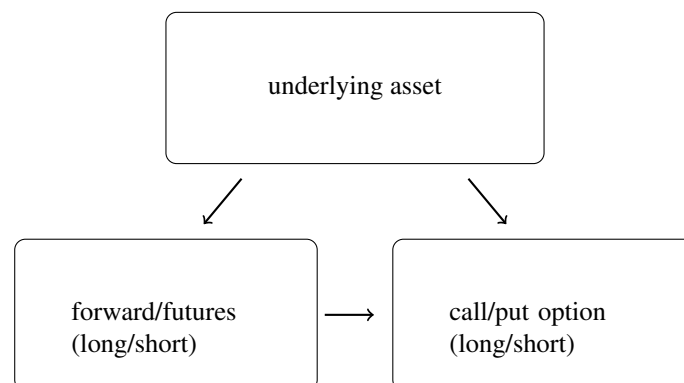 underlying asset
forward/futures
(long/short)
call/put option
(long/short)